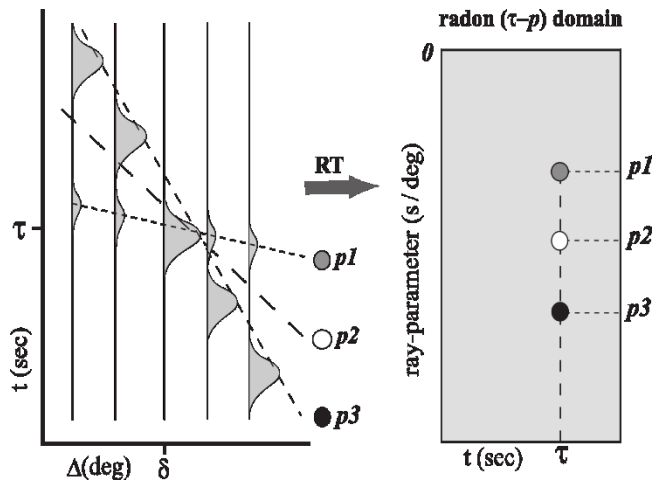 radon (τ–p) domain
0
RT
τ
p1
p2
p3
t (sec)
Δ(deg)
δ
ray-parameter (s / deg)
p1
p2
p3
t (sec)
τ